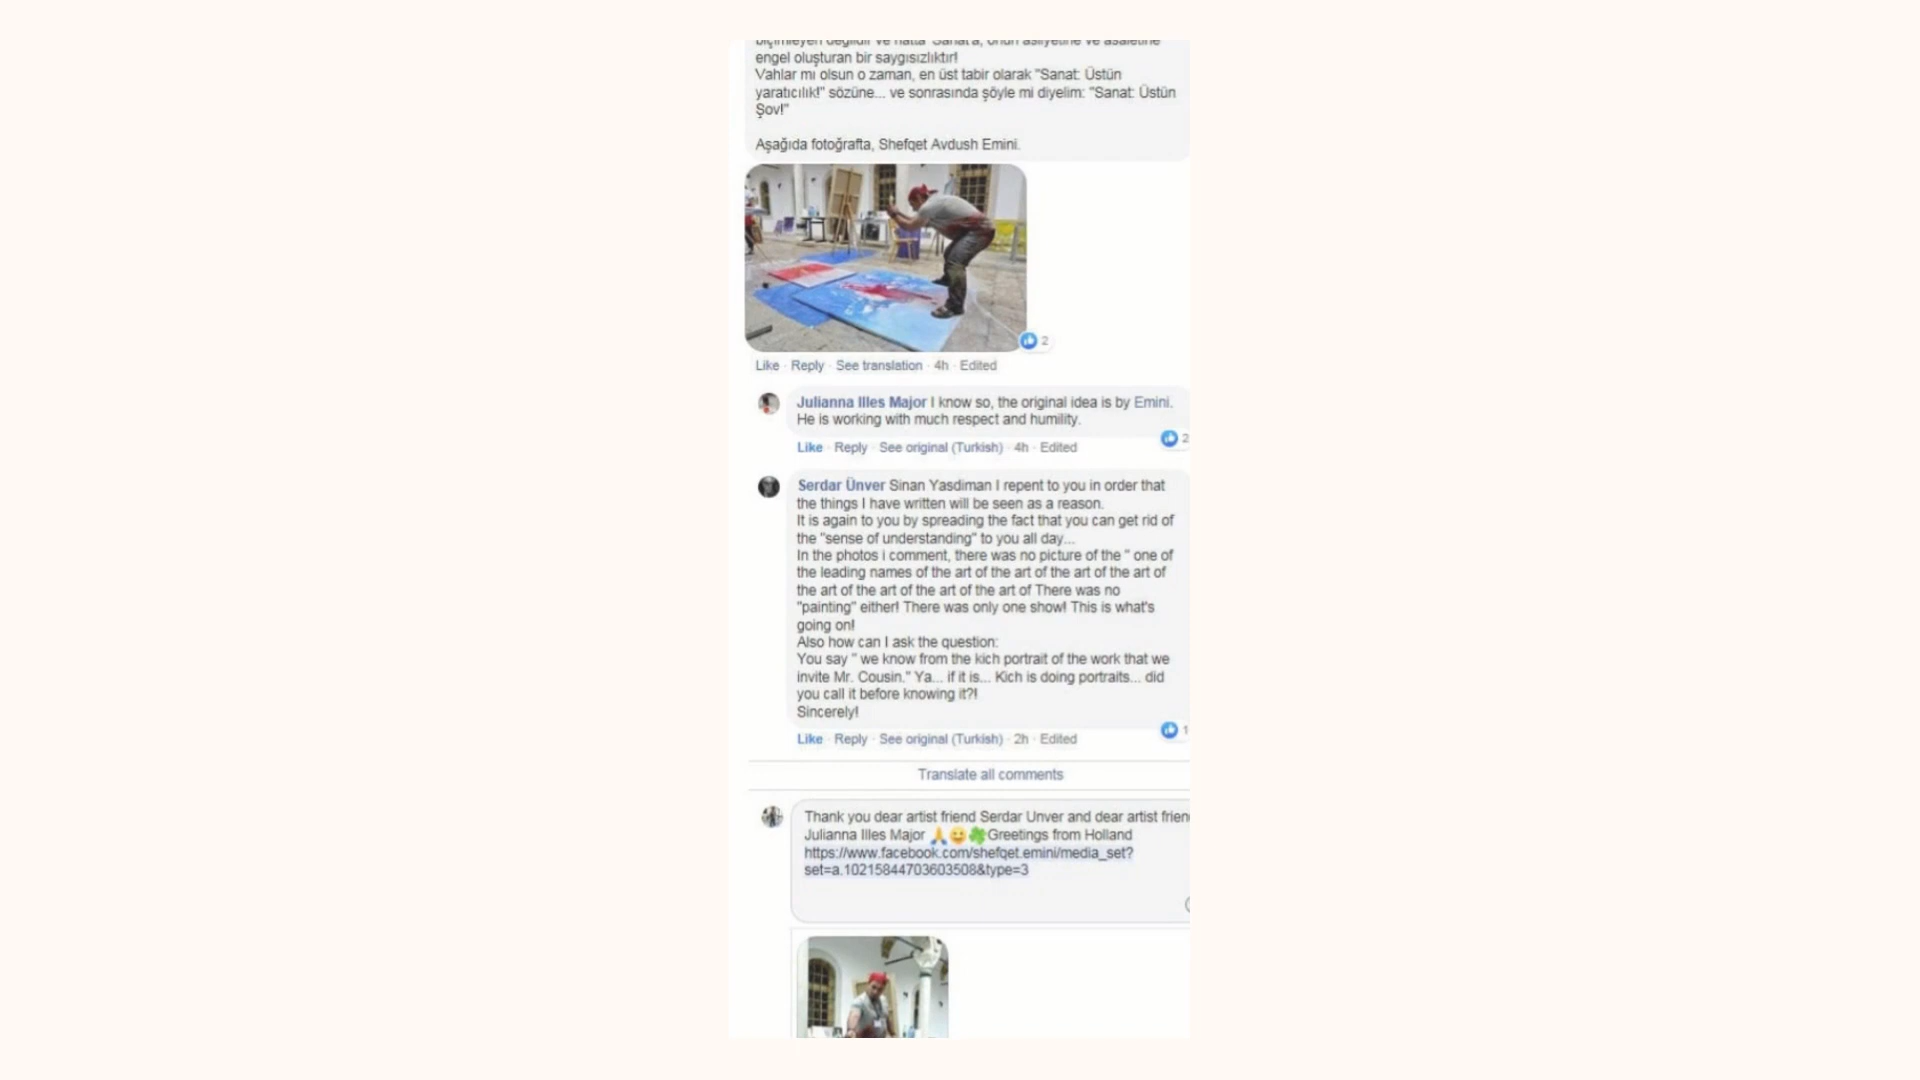 biçimleyen değildir ve hatta "Sanat'a, onun asliyetine ve asaletine
engel oluşturan bir saygısızlıktır!
Vahlar mı olsun o zaman, en üst tabir olarak "Sanat: Üstün
yaratıcılık!" sözüne... ve sonrasında şöyle mi diyelim: "Sanat: Üstün
Şov!"
Aşağıda fotoğrafta, Shefqet Avdush Emini.
2
Like · Reply · See translation · 4h · Edited
Julianna Illes Major I know so, the original idea is by Emini.
He is working with much respect and humility.
2
Like · Reply · See original (Turkish) · 4h · Edited
Serdar Ünver Sinan Yasdiman I repent to you in order that
the things I have written will be seen as a reason.
It is again to you by spreading the fact that you can get rid of
the "sense of understanding" to you all day...
In the photos i comment, there was no picture of the " one of
the leading names of the art of the art of the art of the art of
the art of the art of the art of the art of There was no
"painting" either! There was only one show! This is what's
going on!
Also how can I ask the question:
You say " we know from the kich portrait of the work that we
invite Mr. Cousin." Ya... if it is... Kich is doing portraits... did
you call it before knowing it?!
Sincerely!
1
Like · Reply · See original (Turkish) · 2h · Edited
Translate all comments
Thank you dear artist friend Serdar Unver and dear artist frien
Julianna Illes Major 🙏😀🍀Greetings from Holland
https://www.facebook.com/shefqet.emini/media_set?
set=a.10215844703603508&type=3